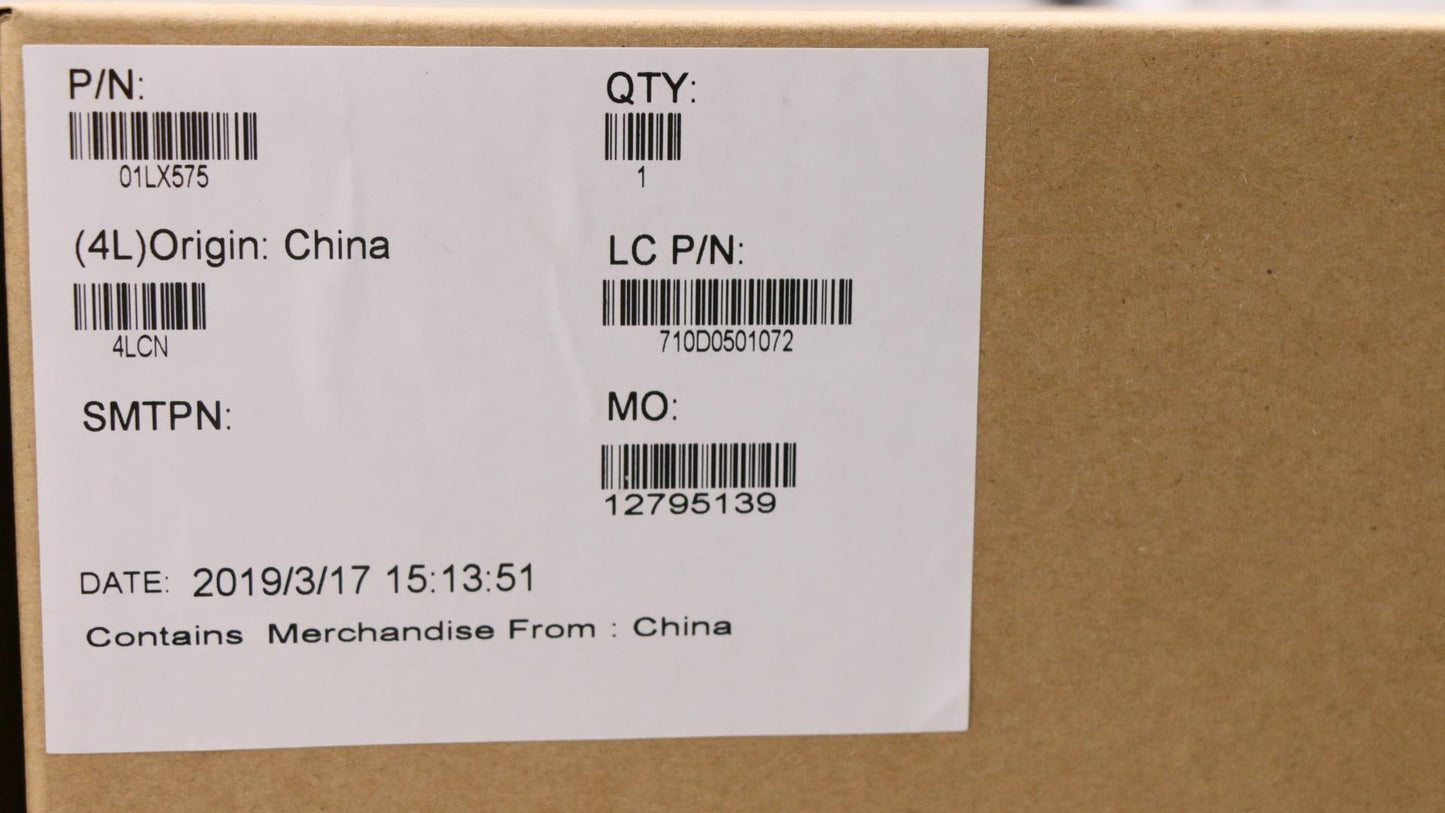 P/N:
01LX575
QTY:
1
(4L)Origin: China
4LCN
LC P/N:
710D0501072
SMTPN:
MO:
12795139
DATE: 2019/3/17 15:13:51
Contains Merchandise From : China